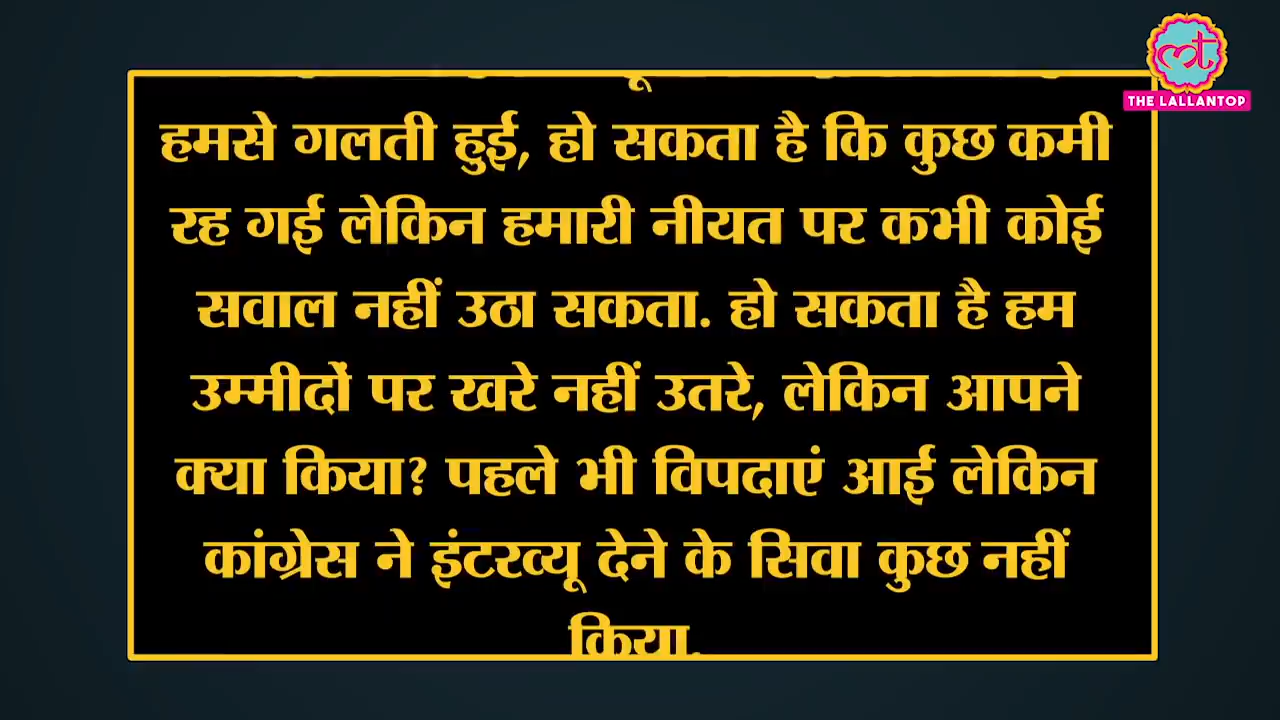 THE LALLANTOP
हमसे गलती हुई, हो सकता है कि कुछ कमी
रह गई लेकिन हमारी नीयत पर कभी कोई
सवाल नहीं उठा सकता. हो सकता है हम
उम्मीदों पर खरे नहीं उतरे, लेकिन आपने
क्या किया? पहले भी विपदाएं आई लेकिन
कांग्रेस ने इंटरव्यू देने के सिवा कुछ नहीं
किया.